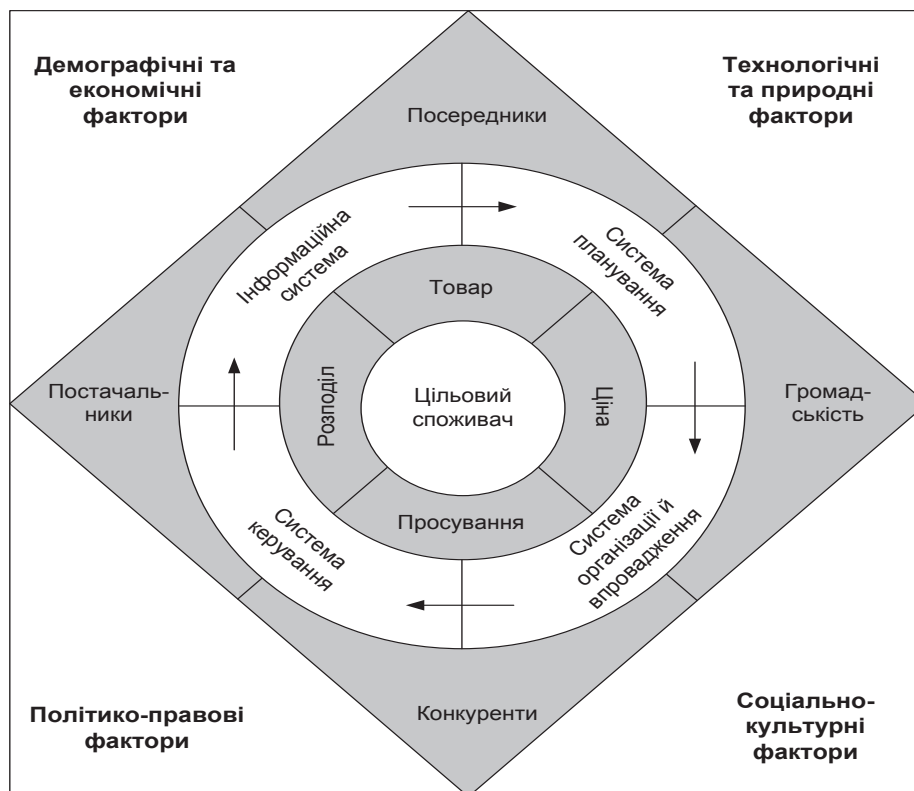 Демографічні та
економічні
фактори
Технологічні
та природні
фактори
Посередники
Інформаційна
система
Система
планування
Товар
Постачаль-
ники
Розподіл
Цільовий
споживач
Ціна
Громад-
ськість
Просування
Система
керування
Система
організації й
впровадження
Політико-правові
фактори
Конкуренти
Соціально-
культурні
фактори